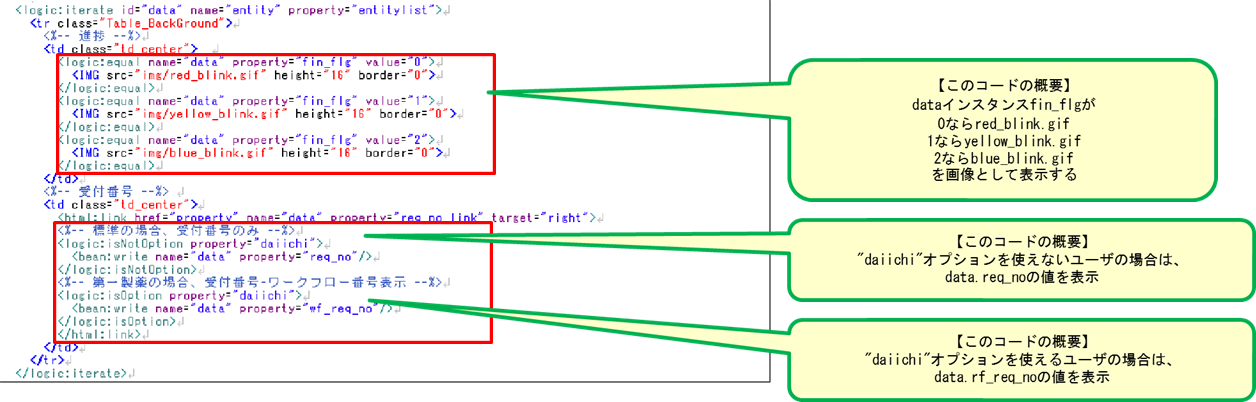 <logic:iterate id="data" name="entity" property="entitylist">
<tr class="Table_BackGround">
<%-- 進捗 --%>
<td class="td_center">
<logic:equal name="data" property="fin_flg" value="0">
<IMG src="img/red_blink.gif" height="16" border="0">
</logic:equal>
<logic:equal name="data" property="fin_flg" value="1">
<IMG src="img/yellow_blink.gif" height="16" border="0">
</logic:equal>
<logic:equal name="data" property="fin_flg" value="2">
<IMG src="img/blue_blink.gif" height="16" border="0">
</logic:equal>
</td>
<%-- 受付番号 --%>
<td class="td_center">
<html:link href="property" name="data" property="req_no_link" target="right">
<%-- 標準の場合、受付番号のみ --%>
<logic:isNotOption property="daiichi">
<bean:write name="data" property="req_no"/>
</logic:isNotOption>
<%-- 第一製薬の場合、受付番号-ワークフロー番号表示 --%>
<logic:isOption property="daiichi">
<bean:write name="data" property="wf_req_no"/>
</logic:isOption>
</html:link>
</td>
</tr>
</logic:iterate>
【このコードの概要】
dataインスタンスfin_flgが
0ならred_blink.gif
1ならyellow_blink.gif
2ならblue_blink.gif
を画像として表示する
【このコードの概要】
"daiichi"オプションを使えないユーザの場合は、
data.req_noの値を表示
【このコードの概要】
"daiichi"オプションを使えるユーザの場合は、
data.rf_req_noの値を表示